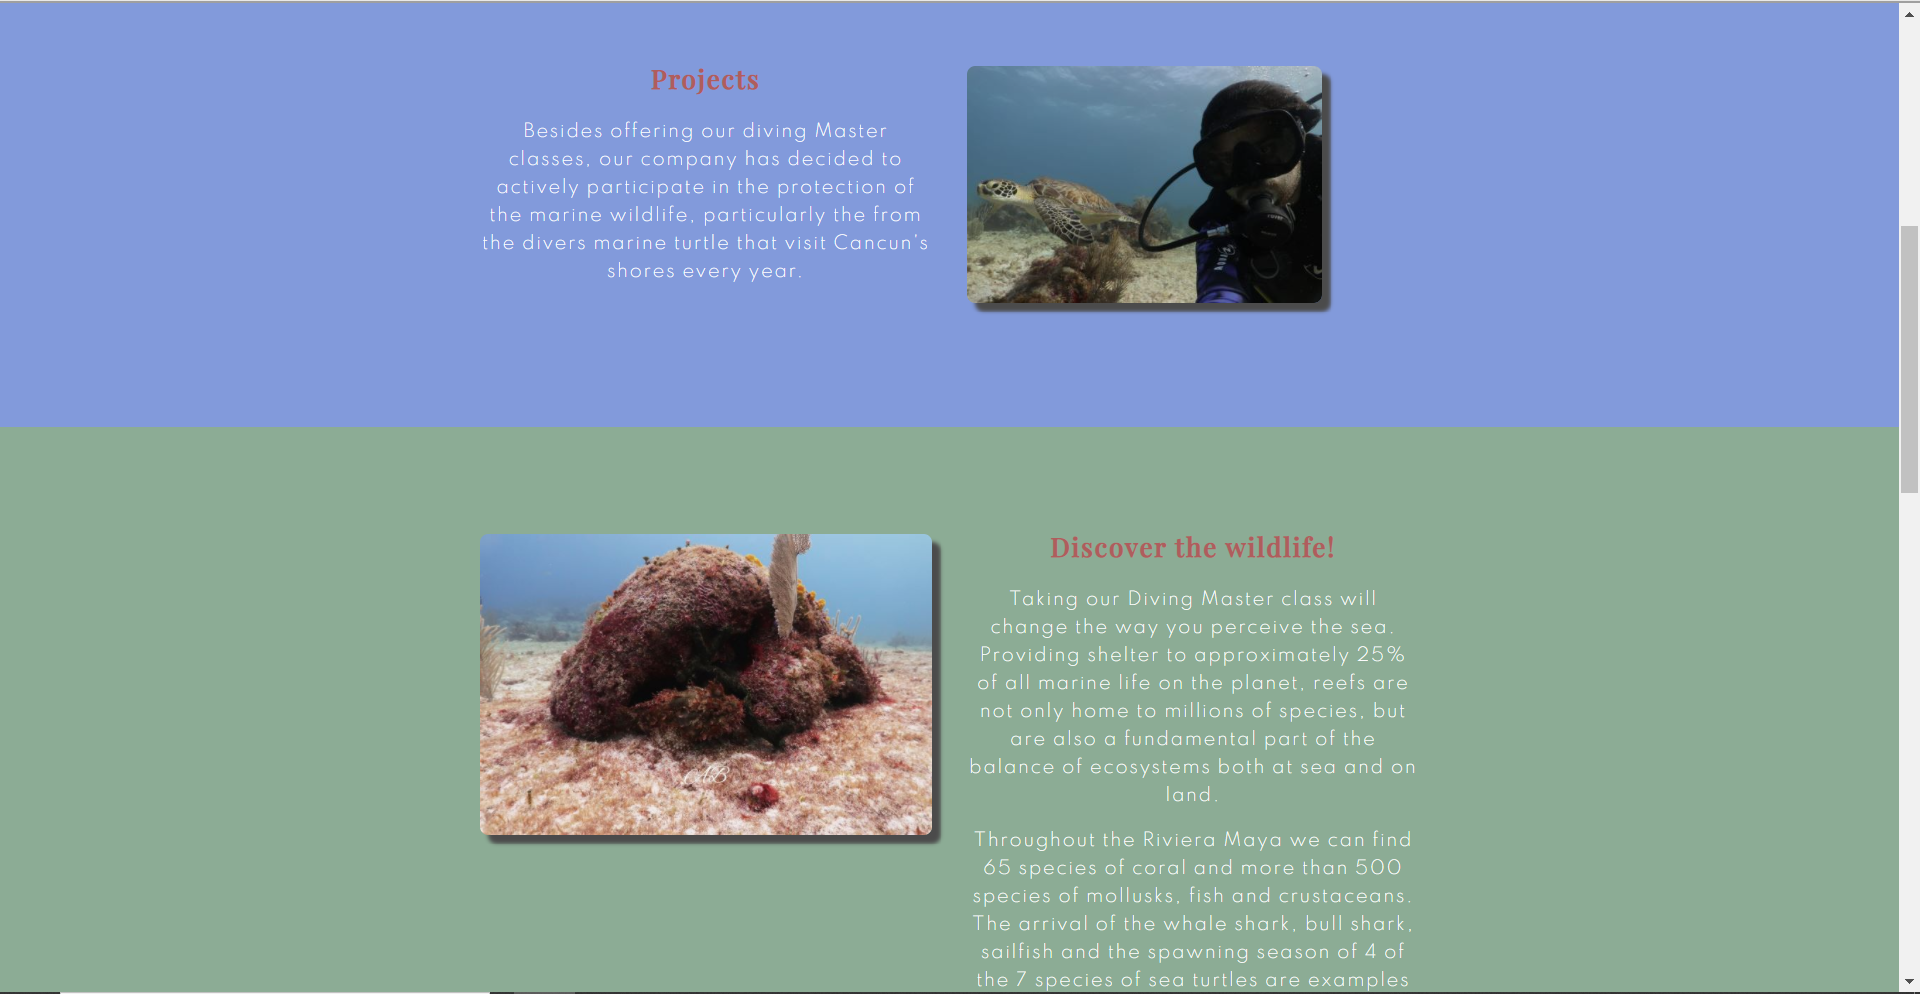 Projects
Besides offering our diving Master
classes, our company has decided to
actively participate in the protection of
the marine wildlife, particularly the from
the divers marine turtle that visit Cancun's
shores every year.
Discover the wildlife!
Taking our Diving Master class will
change the way you perceive the sea.
Providing shelter to approximately 25%
of all marine life on the planet, reefs are
not only home to millions of species, but
are also a fundamental part of the
balance of ecosystems both at sea and on
land.
Throughout the Riviera Maya we can find
65 species of coral and more than 500
species of mollusks, fish and crustaceans.
The arrival of the whale shark, bull shark,
sailfish and the spawning season of 4 of
the 7 species of sea turtles are examples